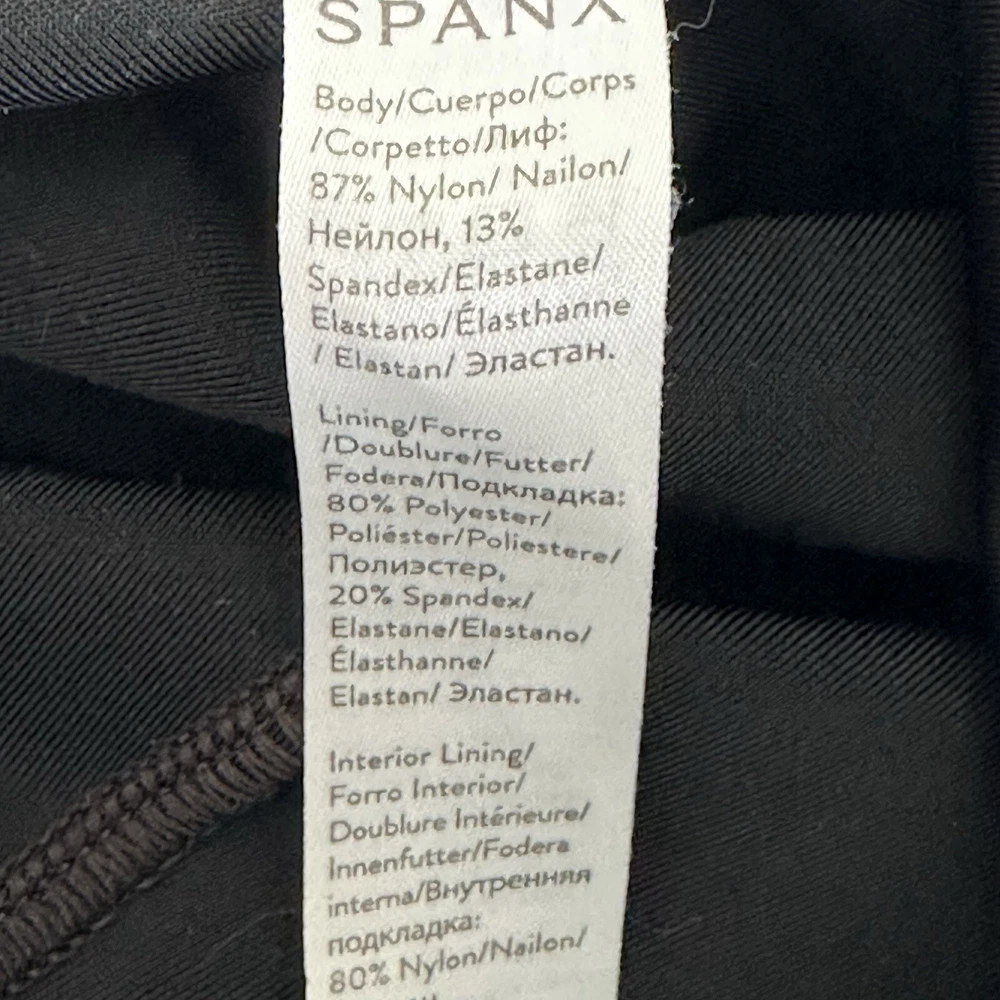 SPANX
Body/Cuerpo/Corps
/Corpetto/Лиф:
87% Nylon/ Nailon/
Нейлон, 13%
Spandex/Elastane/
Elastano/Élasthanne
/ Elastan/ Эластан.
Lining/Forro
/Doublure/Futter/
Fodera/Подкладка:
80% Polyester/
Poliéster/Poliestere/
Полиэстер,
20% Spandex/
Elastane/Elastano/
Élasthanne/
Elastan/ Эластан.
Interior Lining/
Forro Interior/
Doublure Intérieure/
Innenfutter/Fodera
interna/Внутренняя
подкладка:
80% Nylon/Nailon/